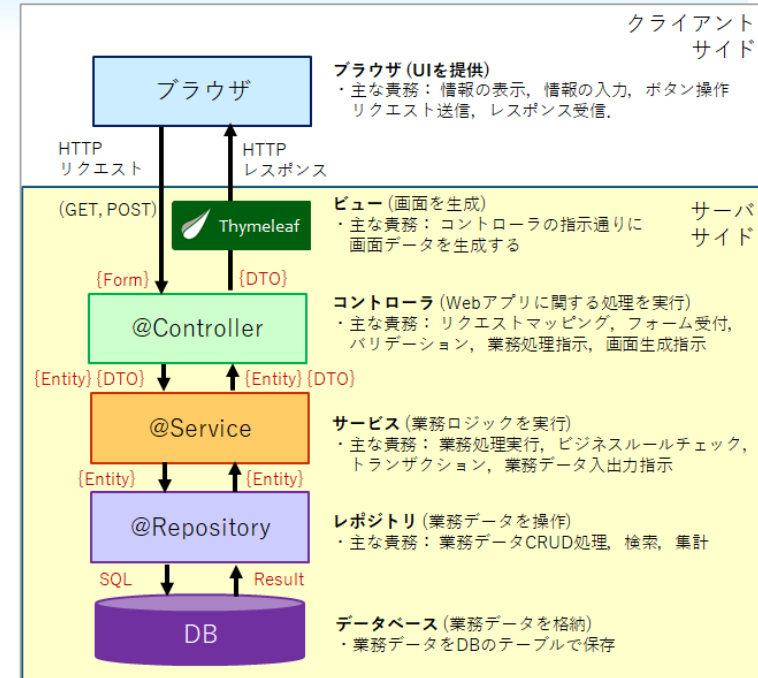 クライアント
サイド
ブラウザ
ブラウザ (UIを提供)
・主な責務： 情報の表示，情報の入力，ボタン操作
リクエスト送信，レスポンス受信．
HTTP
リクエスト
HTTP
レスポンス
(GET, POST)
Thymeleaf
ビュー (画面を生成)
・主な責務： コントローラの指示通りに
画面データを生成する
サーバ
サイド
{Form}
{DTO}
@Controller
コントローラ (Webアプリに関する処理を実行)
・主な責務： リクエストマッピング，フォーム受付，
バリデーション，業務処理指示，画面生成指示
{Entity} {DTO}
{Entity} {DTO}
@Service
サービス (業務ロジックを実行)
・主な責務： 業務処理実行，ビジネスルールチェック，
トランザクション，業務データ入出力指示
{Entity}
{Entity}
@Repository
レポジトリ (業務データを操作)
・主な責務： 業務データCRUD処理，検索，集計
SQL
Result
DB
データベース (業務データを格納)
・業務データをDBのテーブルで保存